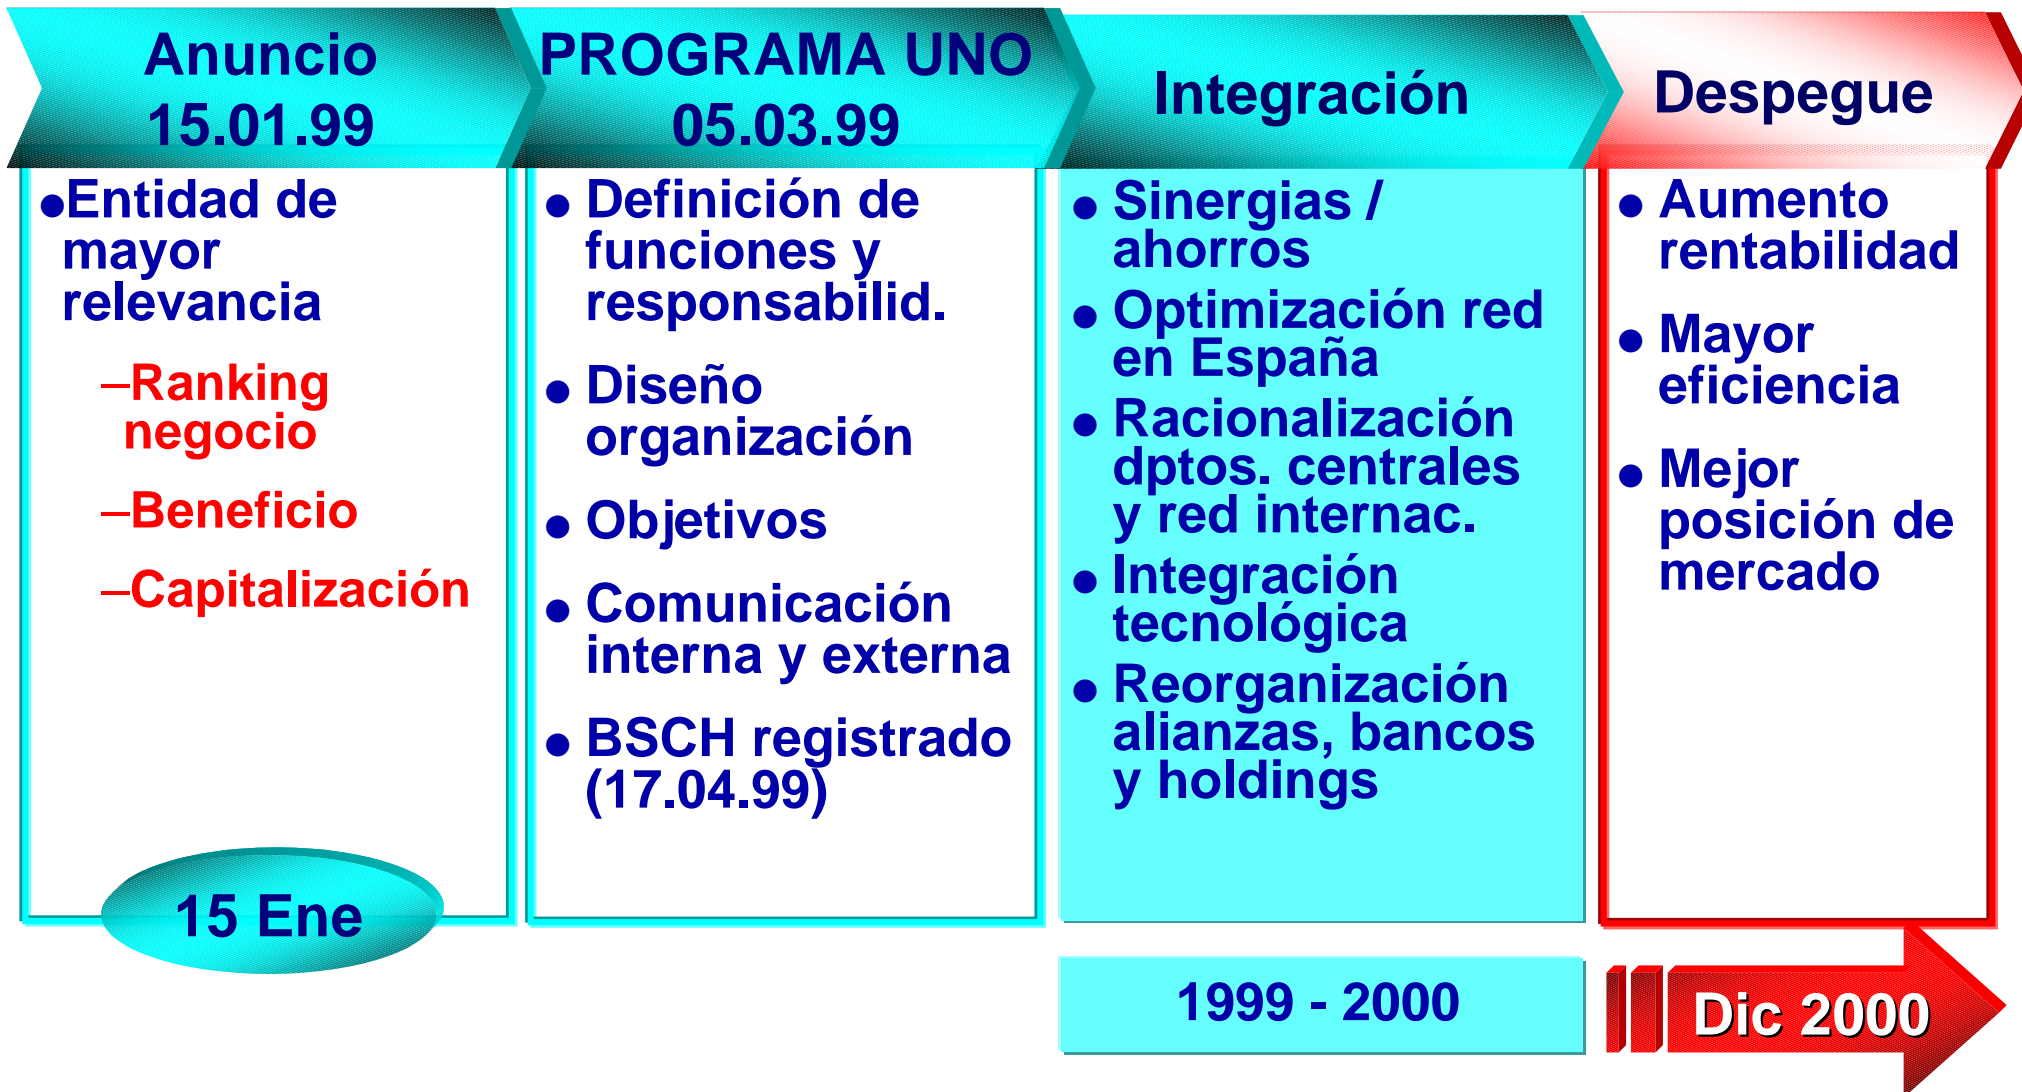 Anuncio
15.01.99
●Entidad de
mayor
relevancia
–Ranking
negocio
–Beneficio
–Capitalización
15 Ene
PROGRAMA UNO
05.03.99
● Definición de
funciones y
responsabilid.
● Diseño
organización
● Objetivos
● Comunicación
interna y externa
● BSCH registrado
(17.04.99)
Integración
● Sinergias /
ahorros
● Optimización red
en España
● Racionalización
dptos. centrales
y red internac.
● Integración
tecnológica
● Reorganización
alianzas, bancos
y holdings
1999 - 2000
Despegue
● Aumento
rentabilidad
● Mayor
eficiencia
● Mejor
posición de
mercado
Dic 2000